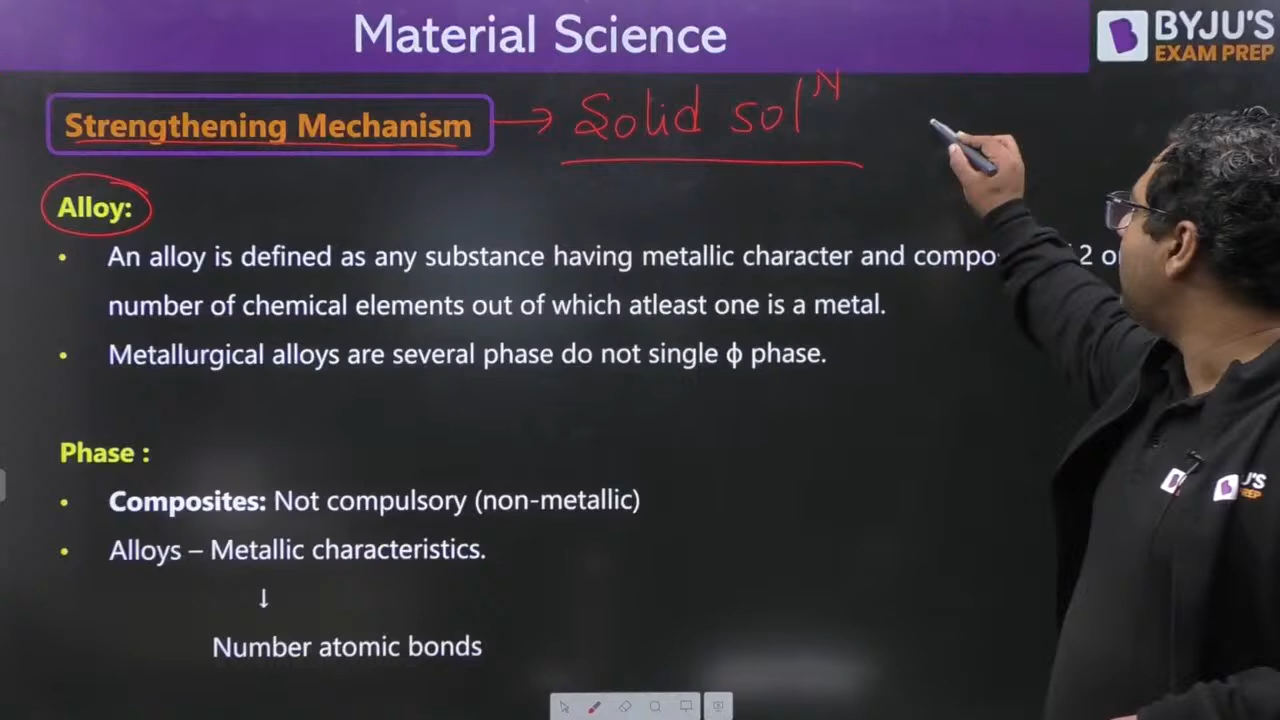 Material Science
BYJU'S
EXAM PREP
Strengthening Mechanism → Solid sol^N
Alloy:
• An alloy is defined as any substance having metallic character and compo 2 o
number of chemical elements out of which atleast one is a metal.
• Metallurgical alloys are several phase do not single ϕ phase.
Phase :
• Composites: Not compulsory (non-metallic)
• Alloys – Metallic characteristics.
↓
Number atomic bonds
J'S